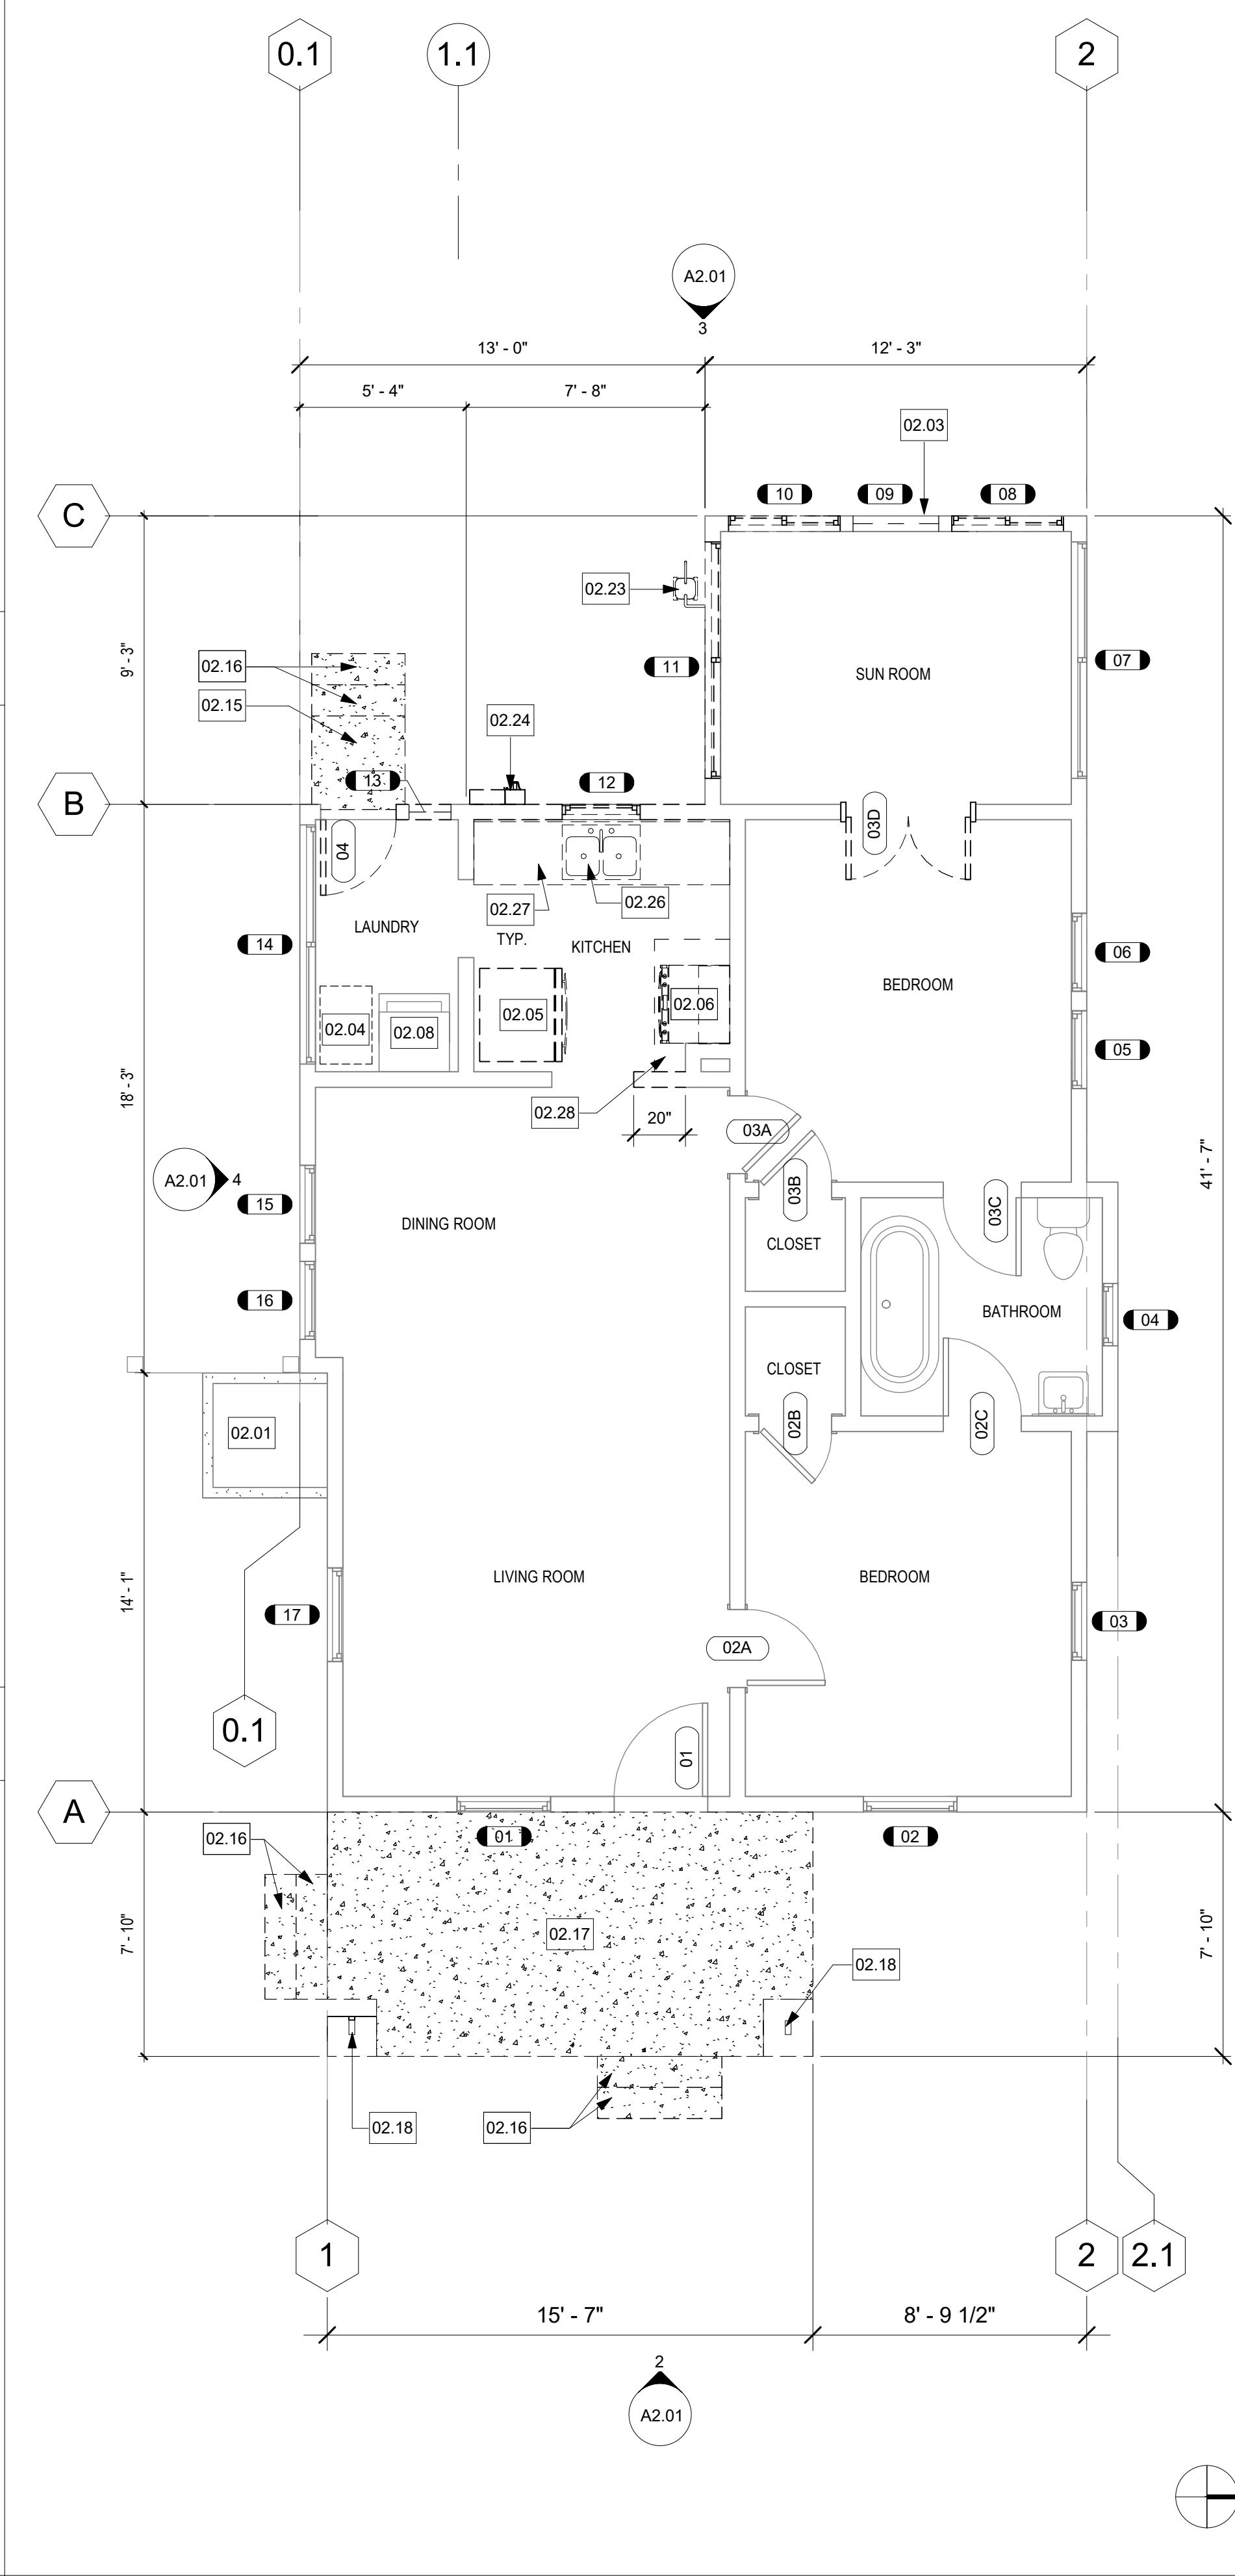 0.1
1.1
2
A2.01
3
13' - 0"
12' - 3"
5' - 4"
7' - 8"
02.03
C
10
09
08
02.23
9' - 3"
02.16
11
07
SUN ROOM
02.15
02.24
13
12
B
03D
04
02.26
02.27
LAUNDRY
TYP.
KITCHEN
14
06
BEDROOM
02.06
02.05
02.04
02.08
05
18' - 3"
02.28
20"
03A
41' - 7"
A2.01
4
03B
15
03C
DINING ROOM
CLOSET
16
BATHROOM
04
CLOSET
02B
02C
02.01
14' - 1"
LIVING ROOM
BEDROOM
17
03
02A
0.1
01
A
01
02
02.16
02.17
7' - 10"
7' - 10"
02.18
02.18
02.16
1
2
2.1
15' - 7"
8' - 9 1/2"
2
A2.01